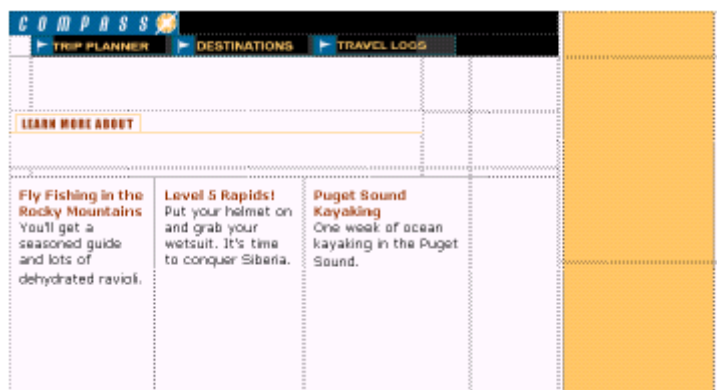 COMPASS
TRIP PLANNER DESTINATIONS TRAVEL LOGS
LEARN MORE ABOUT
Fly Fishing in the
Rocky Mountains
You'll get a
seasoned guide
and lots of
dehydrated ravioli.
Level 5 Rapids!
Put your helmet on
and grab your
wetsuit. It's time
to conquer Siberia.
Puget Sound
Kayaking
One week of ocean
kayaking in the Puget
Sound.